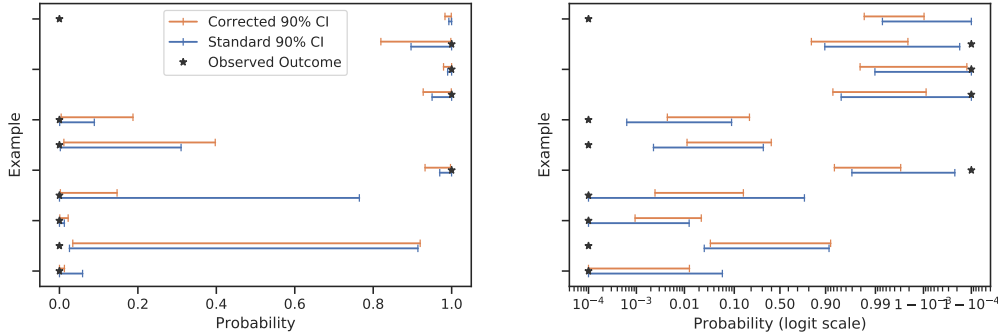 Corrected 90% CI
Standard 90% CI
Observed Outcome
Example
0.0 0.2 0.4 0.6 0.8 1.0
Probability
Example
10⁻⁴ 10⁻³ 0.01 0.10 0.50 0.90 0.99 1−10⁻³ 1−10⁻⁴
Probability (logit scale)